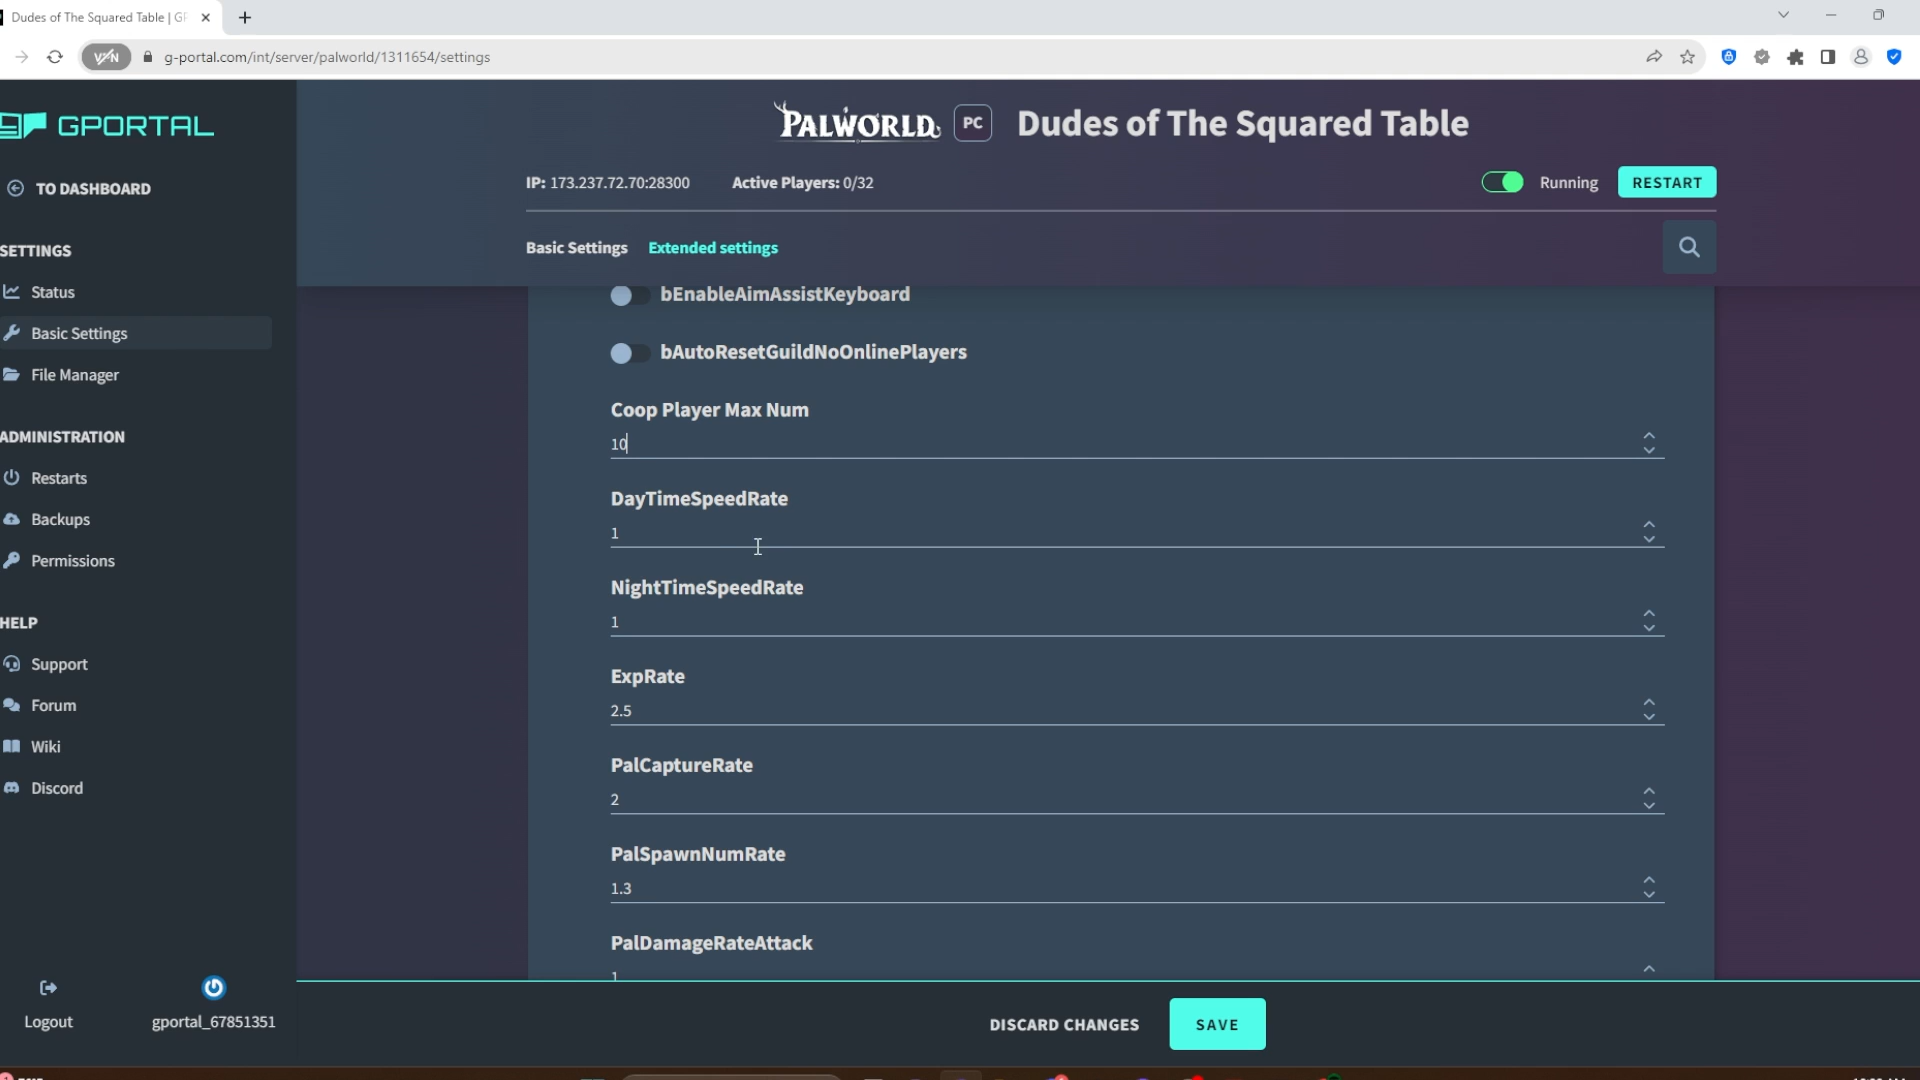 Dudes of The Squared Table | GP
VPN
g-portal.com/int/server/palworld/1311654/settings
GPORTAL
PALWORLD PC Dudes of The Squared Table
TO DASHBOARD
IP: 173.237.72.70:28300 Active Players: 0/32 Running RESTART
SETTINGS
Basic Settings Extended settings
Status
bEnableAimAssistKeyboard
Basic Settings
bAutoResetGuildNoOnlinePlayers
File Manager
Coop Player Max Num
ADMINISTRATION
10
Restarts
DayTimeSpeedRate
Backups
1
Permissions
NightTimeSpeedRate
HELP
1
Support
ExpRate
Forum
2.5
Wiki
PalCaptureRate
Discord
2
PalSpawnNumRate
1.3
PalDamageRateAttack
1
Logout
gportal_67851351
DISCARD CHANGES SAVE